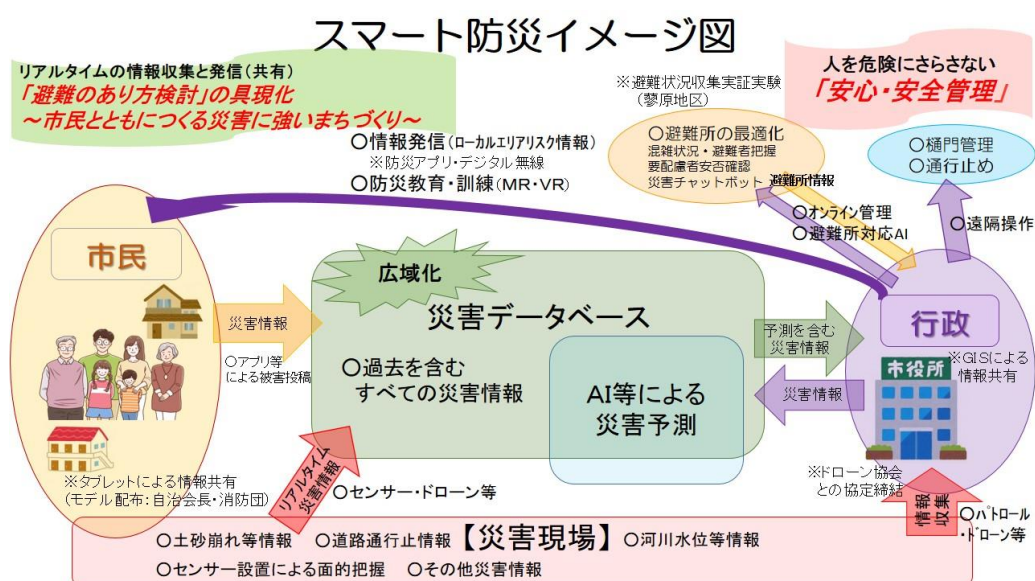 スマート防災イメージ図
リアルタイムの情報収集と発信(共有)
「避難のあり方検討」の具現化
～市民とともにつくる災害に強いまちづくり～
人を危険にさらさない
「安心・安全管理」
※避難状況収集実証実験
(蓼原地区)
○避難所の最適化
混雑状況・避難者把握
要配慮者安否確認
災害チャットボット
避難所情報
○樋門管理
○通行止め
○情報発信(ローカルエリアリスク情報)
※防災アプリ・デジタル無線
○防災教育・訓練(MR・VR)
○オンライン管理
○避難所対応AI
○遠隔操作
市民
広域化
災害データベース
行政
災害情報
○アプリ等
による被害投稿
○過去を含む
すべての災害情報
AI等による
災害予測
予測を含む
災害情報
災害情報
※GISによる
情報共有
市役所
※タブレットによる情報共有
(モデル配布:自治会長・消防団)
リアルタイム
災害情報
○センサー・ドローン等
※ドローン協会
との協定締結
情報
収集
○パトロール
・ドローン等
【災害現場】
○土砂崩れ等情報 ○道路通行止情報 ○河川水位等情報
○センサー設置による面的把握 ○その他災害情報